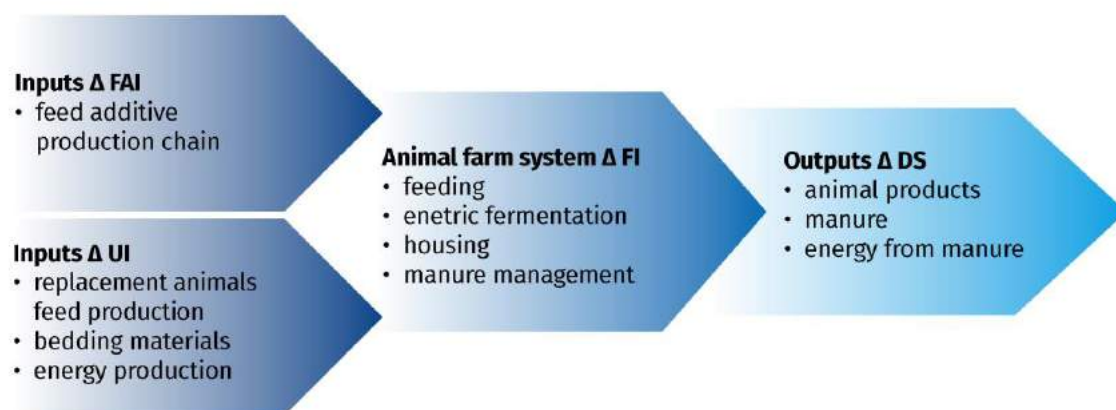 Inputs Δ FAI
• feed additive
production chain
Inputs Δ UI
• replacement animals
feed production
• bedding materials
• energy production
Animal farm system Δ FI
• feeding
• enetric fermentation
• housing
• manure management
Outputs Δ DS
• animal products
• manure
• energy from manure